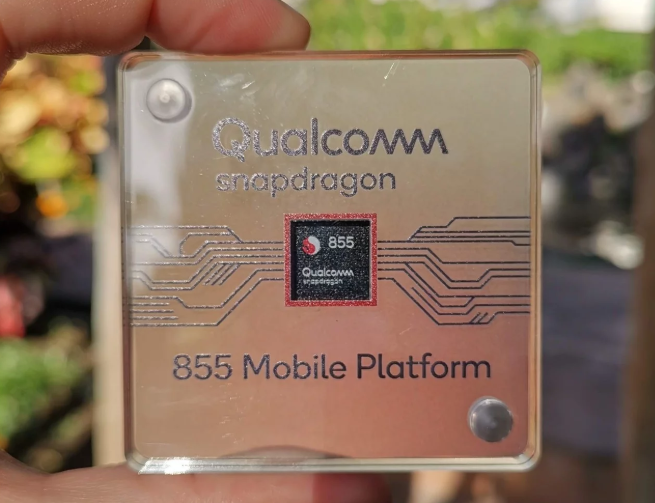 Qualcomm
snapdragon
855
Qualcomm
snapdragon
855 Mobile Platform